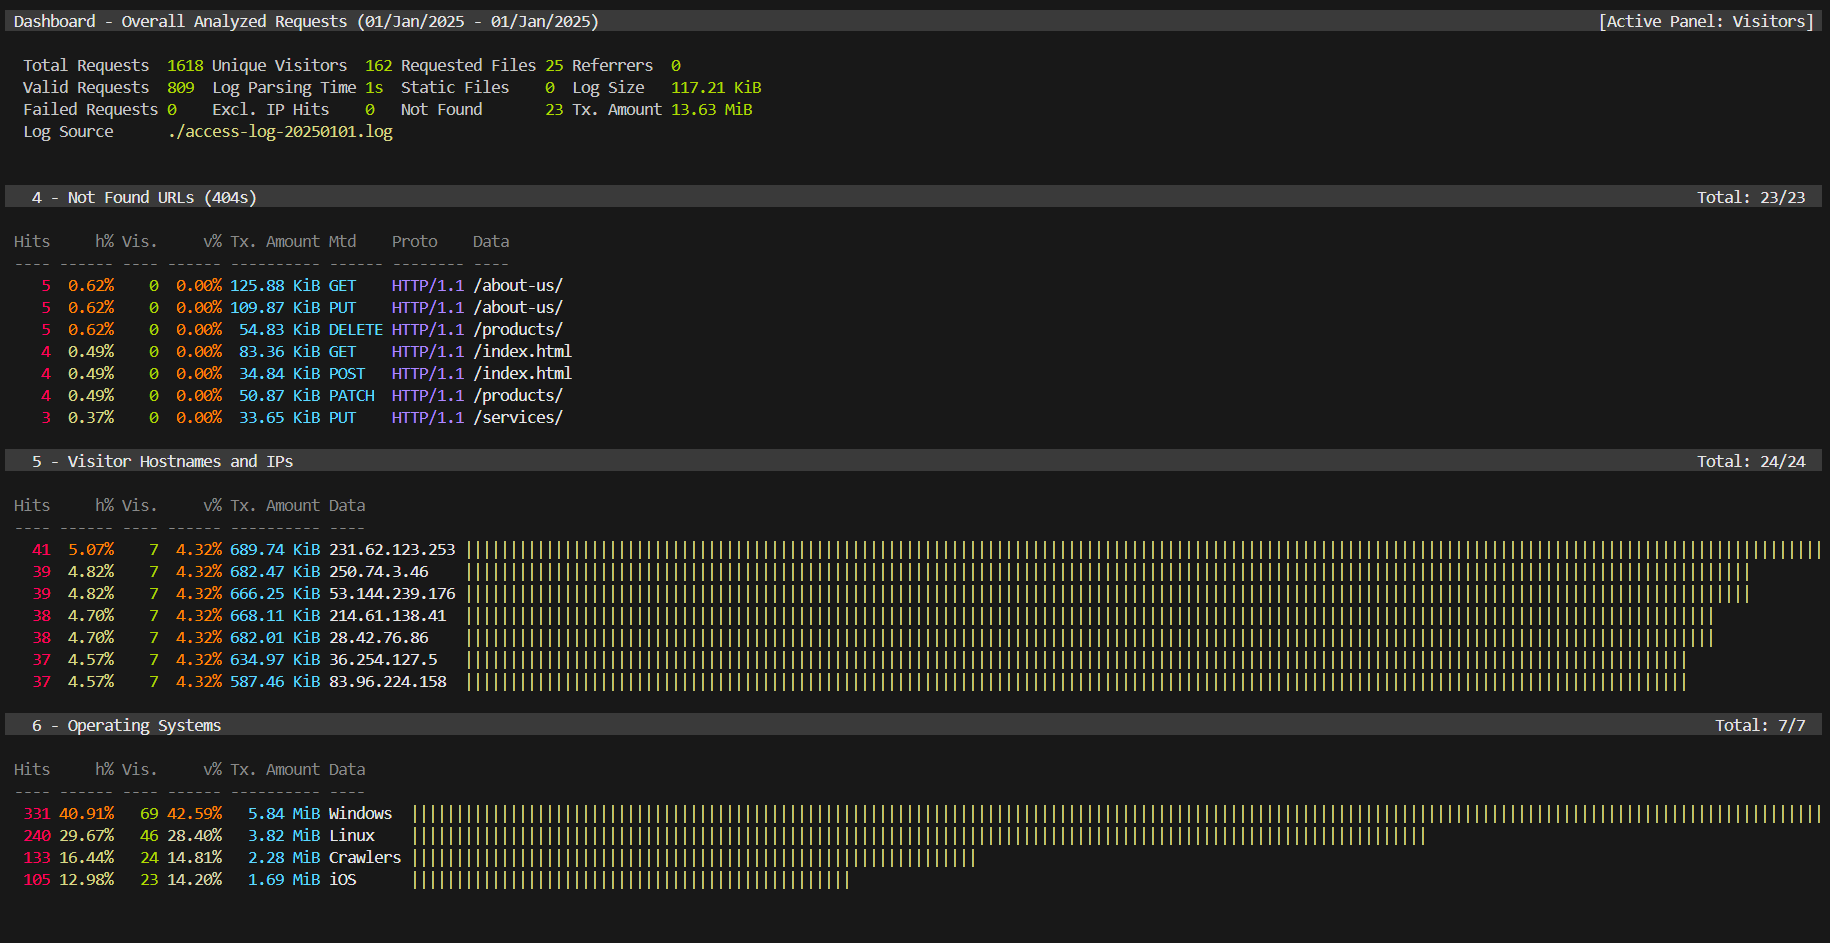 Dashboard - Overall Analyzed Requests (01/Jan/2025 - 01/Jan/2025) [Active Panel: Visitors]
Total Requests 1618 Unique Visitors 162 Requested Files 25 Referrers 0
Valid Requests 809 Log Parsing Time 1s Static Files 0 Log Size 117.21 KiB
Failed Requests 0 Excl. IP Hits 0 Not Found 23 Tx. Amount 13.63 MiB
Log Source ./access-log-20250101.log
4 - Not Found URLs (404s) Total: 23/23
Hits h% Vis. v% Tx. Amount Mtd Proto Data
---- ------ ---- ------ ---------- ------ -------- ----
5 0.62% 0 0.00% 125.88 KiB GET HTTP/1.1 /about-us/
5 0.62% 0 0.00% 109.87 KiB PUT HTTP/1.1 /about-us/
5 0.62% 0 0.00% 54.83 KiB DELETE HTTP/1.1 /products/
4 0.49% 0 0.00% 83.36 KiB GET HTTP/1.1 /index.html
4 0.49% 0 0.00% 34.84 KiB POST HTTP/1.1 /index.html
4 0.49% 0 0.00% 50.87 KiB PATCH HTTP/1.1 /products/
3 0.37% 0 0.00% 33.65 KiB PUT HTTP/1.1 /services/
5 - Visitor Hostnames and IPs Total: 24/24
Hits h% Vis. v% Tx. Amount Data
---- ------ ---- ------ ---------- ----
41 5.07% 7 4.32% 689.74 KiB 231.62.123.253
39 4.82% 7 4.32% 682.47 KiB 250.74.3.46
39 4.82% 7 4.32% 666.25 KiB 53.144.239.176
38 4.70% 7 4.32% 668.11 KiB 214.61.138.41
38 4.70% 7 4.32% 682.01 KiB 28.42.76.86
37 4.57% 7 4.32% 634.97 KiB 36.254.127.5
37 4.57% 7 4.32% 587.46 KiB 83.96.224.158
6 - Operating Systems Total: 7/7
Hits h% Vis. v% Tx. Amount Data
---- ------ ---- ------ ---------- ----
331 40.91% 69 42.59% 5.84 MiB Windows
240 29.67% 46 28.40% 3.82 MiB Linux
133 16.44% 24 14.81% 2.28 MiB Crawlers
105 12.98% 23 14.20% 1.69 MiB iOS